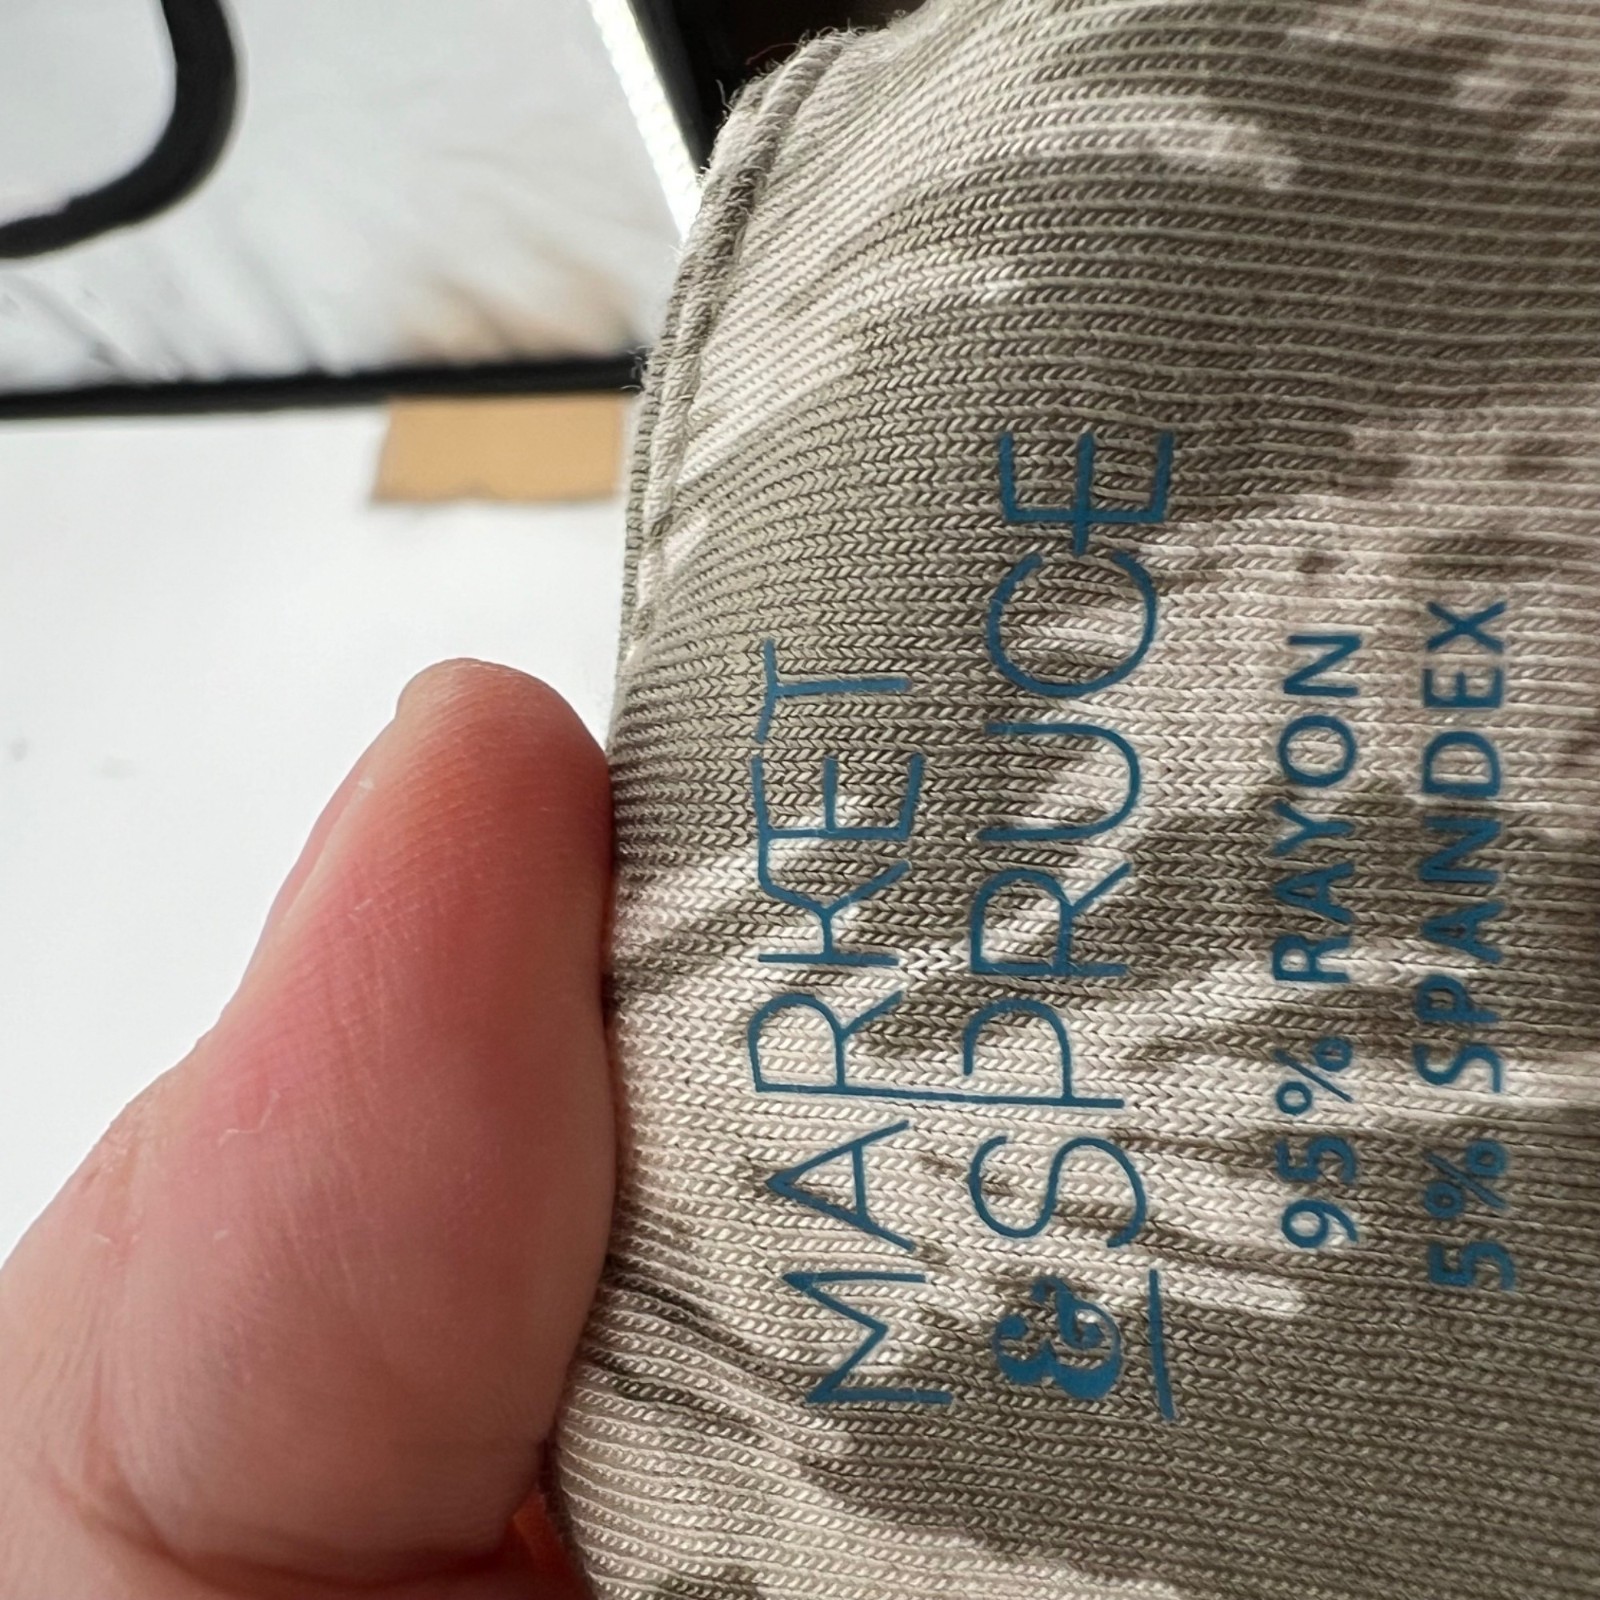 MARKET
& SPRUCE
95% RAYON
5% SPANDEX